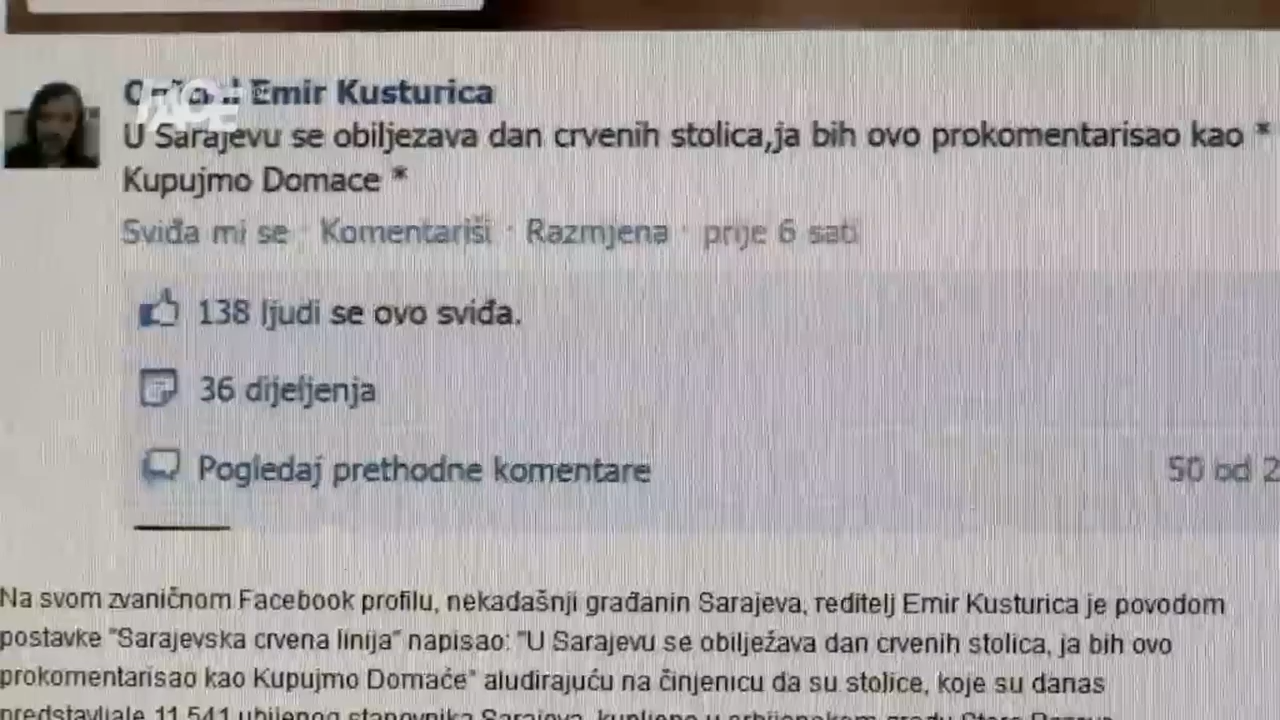 FACE
Emir Kusturica
U Sarajevu se obiljezava dan crvenih stolica,ja bih ovo prokomentarisao kao *
Kupujmo Domace *
Sviđa mi se · Komentariši · Razmjena · prije 6 sati
138 ljudi se ovo sviđa.
36 dijeljenja
Pogledaj prethodne komentare
50 od 2
Na svom zvaničnom Facebook profilu, nekadašnji građanin Sarajeva, reditelj Emir Kusturica je povodom
postavke "Sarajevska crvena linija" napisao: "U Sarajevu se obilježava dan crvenih stolica, ja bih ovo
prokomentarisao kao Kupujmo Domaće" aludirajuću na činjenicu da su stolice, koje su danas
predstavljale 11.541 ubijenog stanovnika Sarajeva, kupljene u